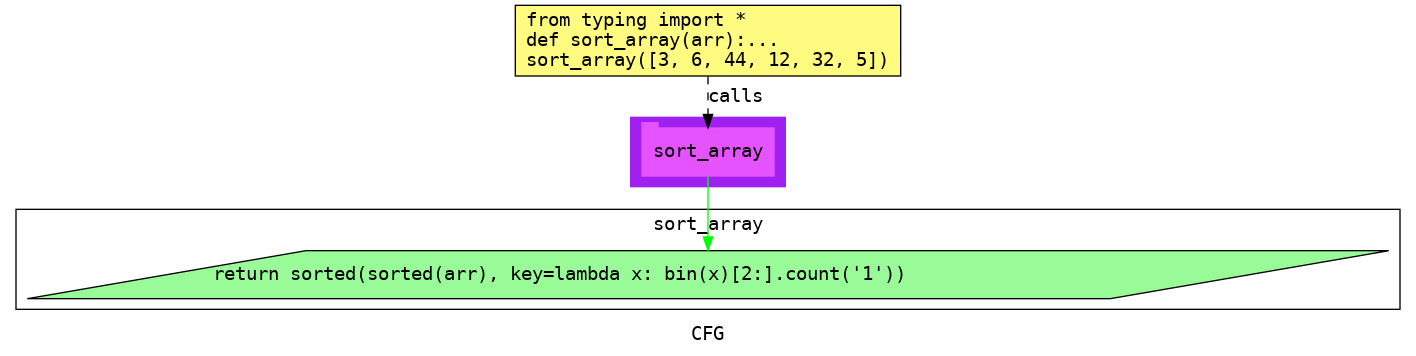 from typing import *
def sort_array(arr):...
sort_array([3, 6, 44, 12, 32, 5])
calls
sort_array
sort_array
return sorted(sorted(arr), key=lambda x: bin(x)[2:].count('1'))
CFG